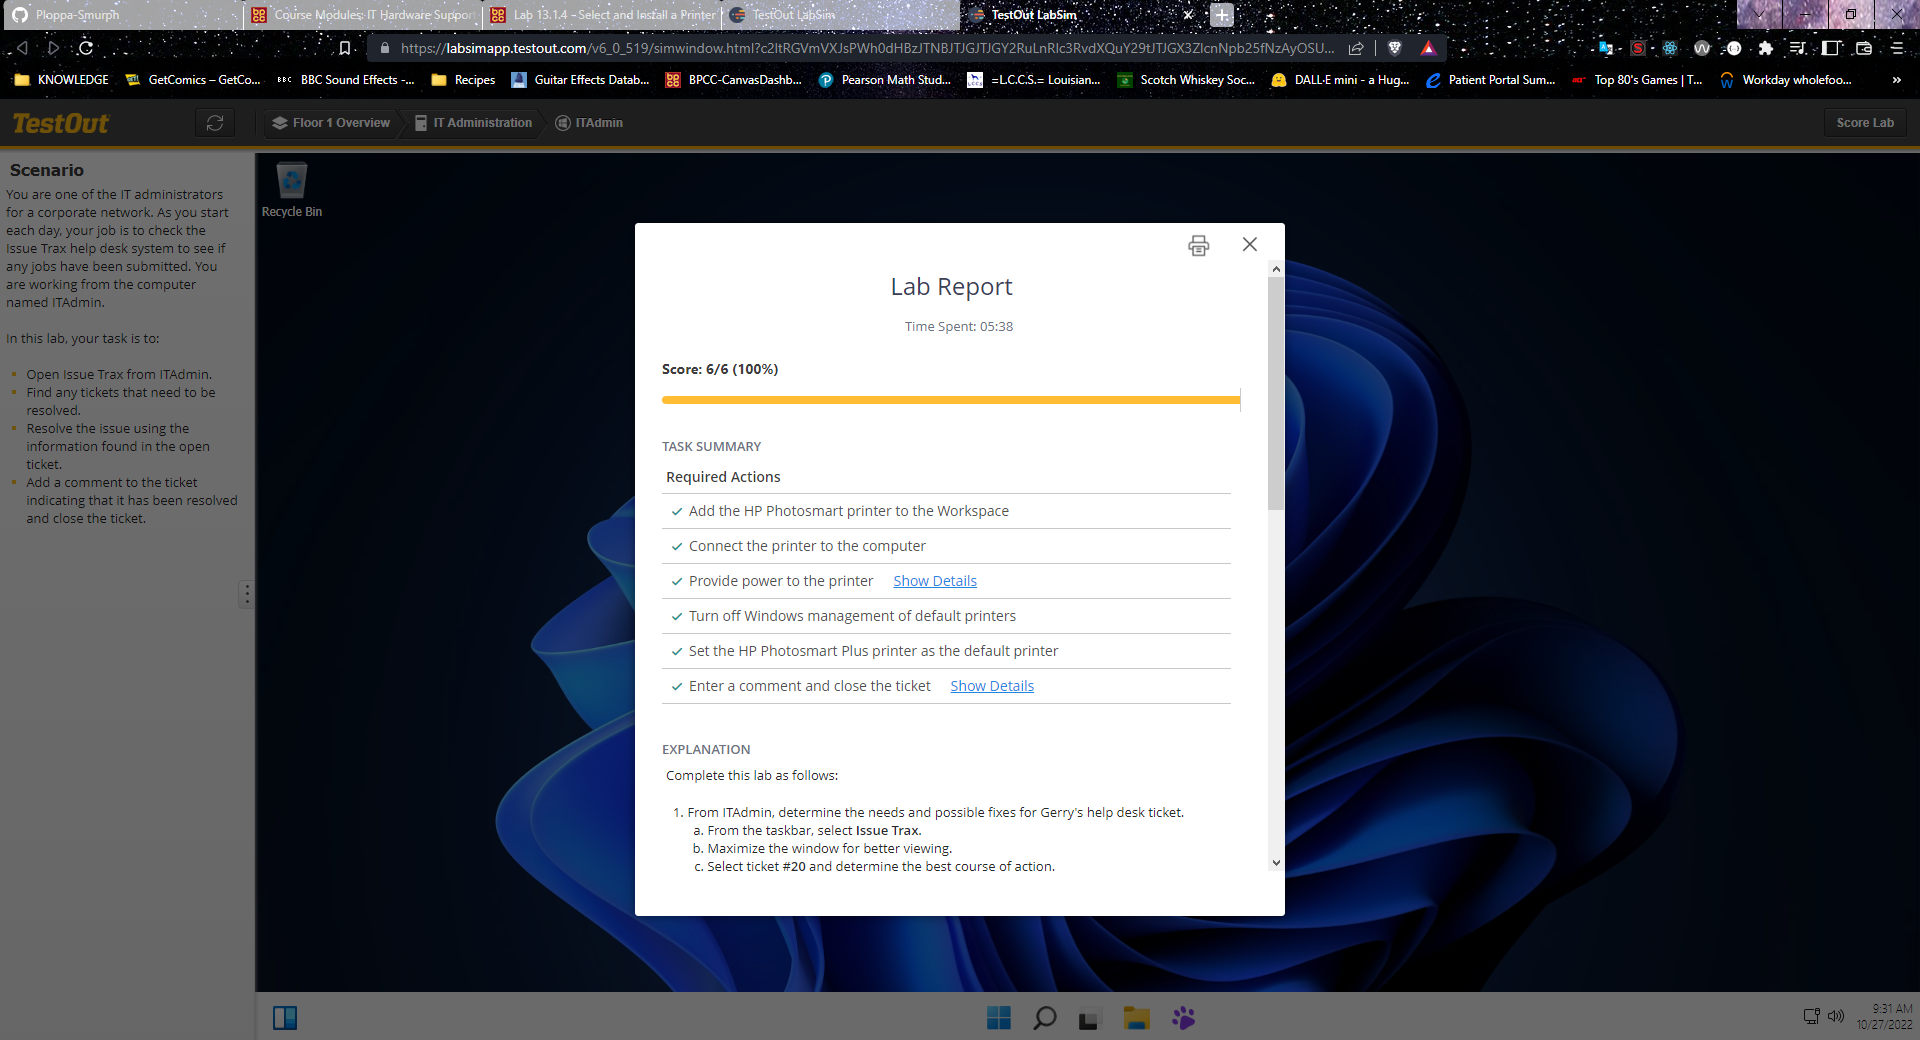 Ploppa-Smurph
Course Modules: IT Hardware Support
Lab 13.1.4 – Select and Install a Printer
TestOut LabSim
TestOut LabSim
https://labsimapp.testout.com/v6_0_519/simwindow.html?
KNOWLEDGE
GetComics – GetCo...
BBC BBC Sound Effects -...
Recipes
Guitar Effects Datab...
BPCC-CanvasDashb...
Pearson Math Stud...
=L.C.C.S.= Louisian...
Scotch Whiskey Soc...
DALL·E mini - a Hug...
Patient Portal Sum...
Top 80's Games | T...
Workday wholefoo...
»
TestOut
Floor 1 Overview
IT Administration
ITAdmin
Score Lab
Scenario
You are one of the IT administrators
for a corporate network. As you start
each day, your job is to check the
Issue Trax help desk system to see if
any jobs have been submitted. You
are working from the computer
named ITAdmin.
In this lab, your task is to:
Open Issue Trax from ITAdmin.
Find any tickets that need to be
resolved.
Resolve the issue using the
information found in the open
ticket.
Add a comment to the ticket
indicating that it has been resolved
and close the ticket.
Recycle Bin
Lab Report
Time Spent: 05:38
Score: 6/6 (100%)
TASK SUMMARY
Required Actions
Add the HP Photosmart printer to the Workspace
Connect the printer to the computer
Provide power to the printer Show Details
Turn off Windows management of default printers
Set the HP Photosmart Plus printer as the default printer
Enter a comment and close the ticket Show Details
EXPLANATION
Complete this lab as follows:
1. From ITAdmin, determine the needs and possible fixes for Gerry's help desk ticket.
a. From the taskbar, select Issue Trax.
b. Maximize the window for better viewing.
c. Select ticket #20 and determine the best course of action.
9:31 AM
10/27/2022